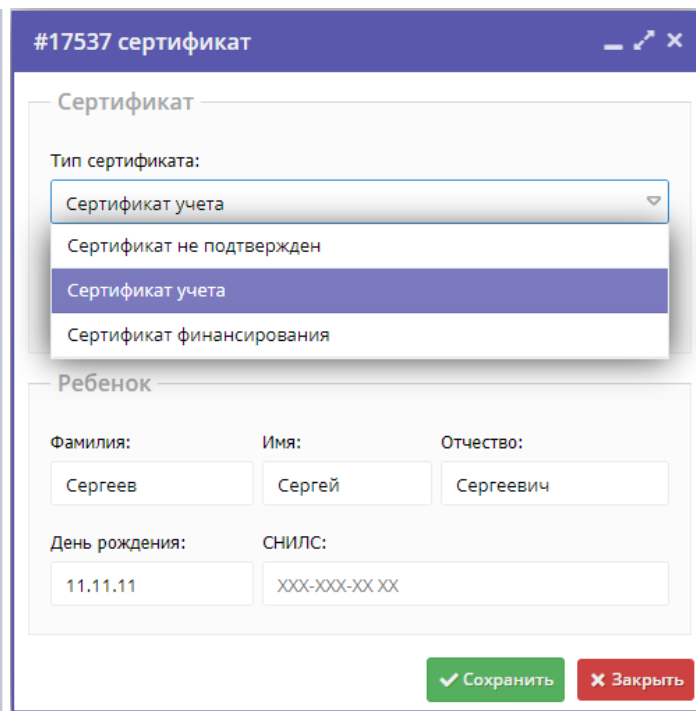 #17537 сертификат
Сертификат
Тип сертификата:
Сертификат учета
Сертификат не подтвержден
Сертификат учета
Сертификат финансирования
Ребенок
Фамилия: Имя: Отчество:
Сергеев Сергей Сергеевич
День рождения: СНИЛС:
11.11.11 XXX-XXX-XX XX
Сохранить Закрыть